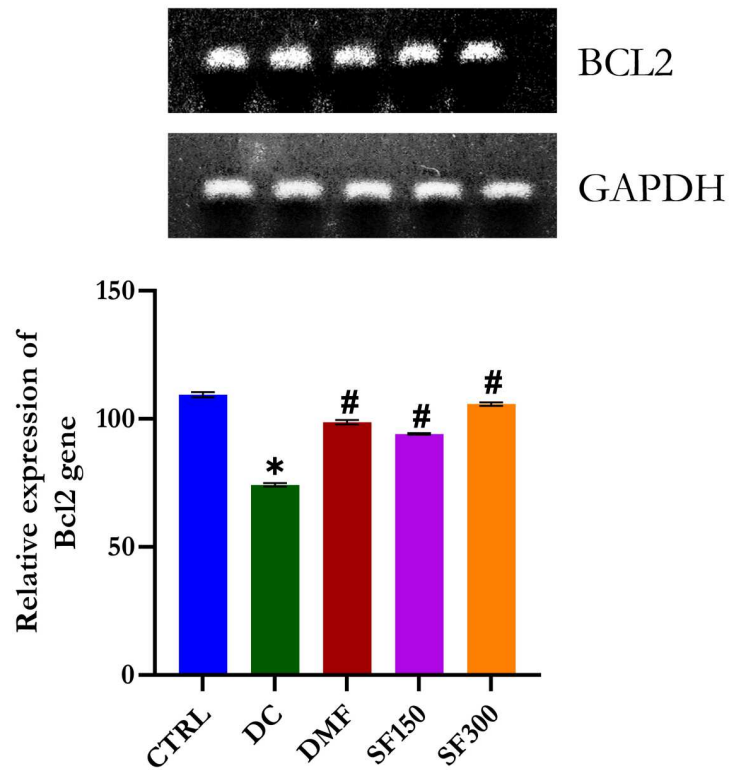 BCL2
GAPDH
Relative expression of
Bcl2 gene
150
100
50
0
*
#
#
#
CTRL
DC
DMF
SF150
SF300